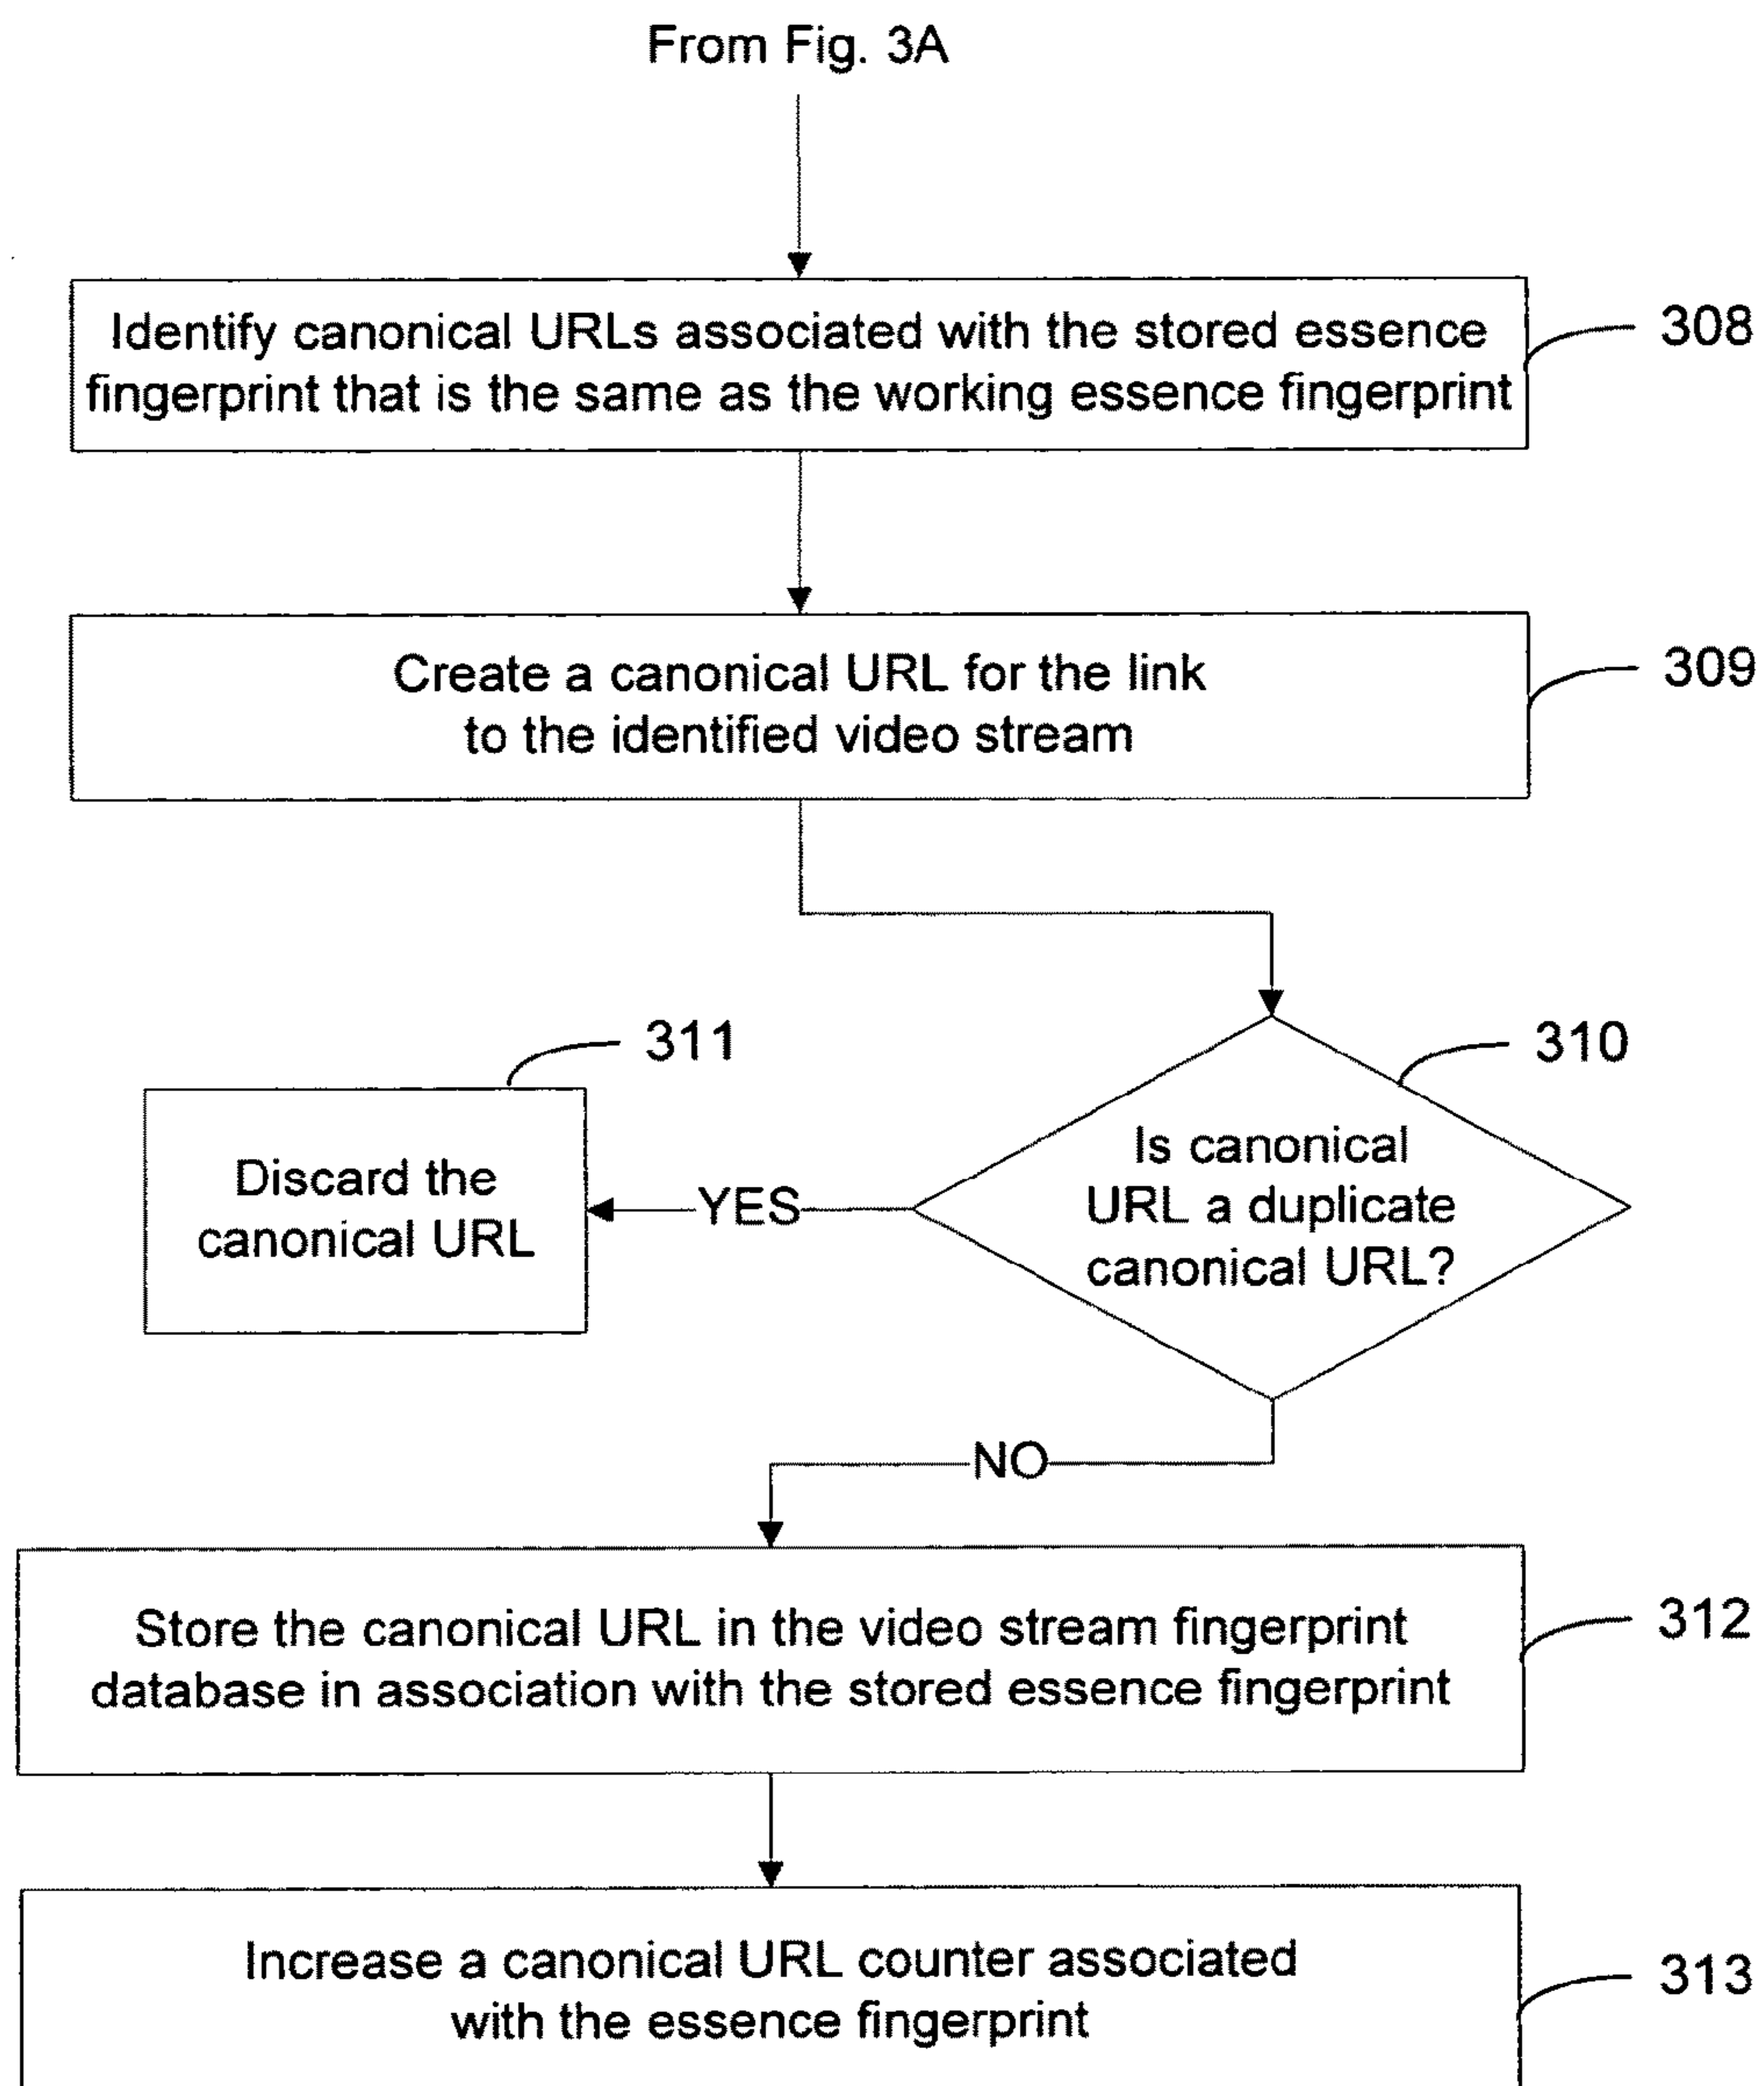 From Fig. 3A
Identify canonical URLs associated with the stored essence
fingerprint that is the same as the working essence fingerprint
308
Create a canonical URL for the link
to the identified video stream
309
311
310
Discard the
canonical URL
YES
Is canonical
URL a duplicate
canonical URL?
NO
Store the canonical URL in the video stream fingerprint
database in association with the stored essence fingerprint
312
Increase a canonical URL counter associated
with the essence fingerprint
313